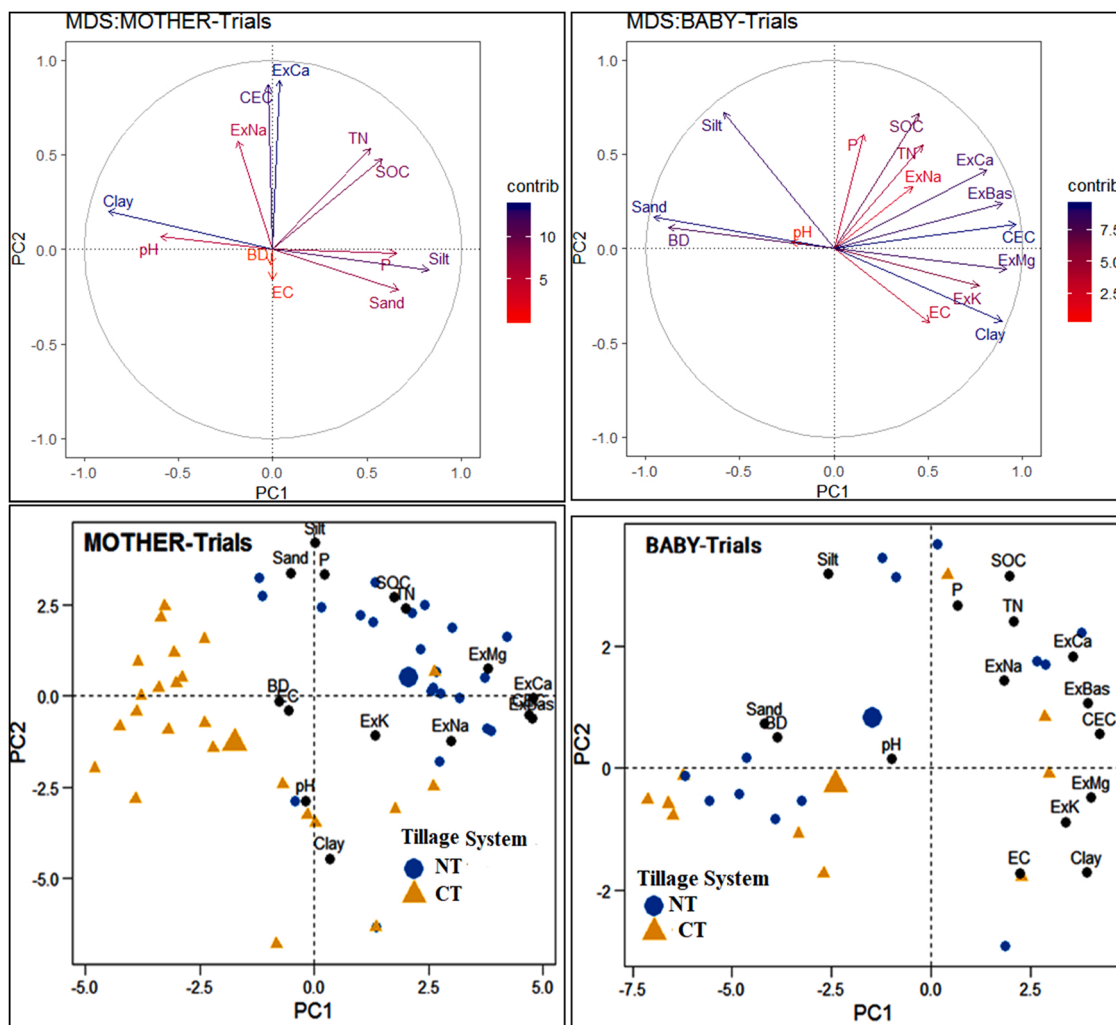 MDS:MOTHER-Trials
1.0
0.5
0.0
-0.5
-1.0
PC2
ExCa
CEC
ExNa
TN
SOC
Clay
pH
BD
P
Silt
EC
Sand
-1.0 -0.5 0.0 0.5 1.0
PC1
contrib
10
5
MDS:BABY-Trials
1.0
0.5
0.0
-0.5
-1.0
PC2
Silt
SOC
P
TN
ExCa
ExNa
ExBas
Sand
BD
pH
CEC
ExMg
ExK
EC
Clay
-1.0 -0.5 0.0 0.5 1.0
PC1
contrib
7.5
5.0
2.5
MOTHER-Trials
2.5
0.0
-2.5
-5.0
PC2
Silt
Sand P
SOC
TN
ExMg
BD
ExCa
ExBas
ExK
ExNa
pH
Clay
Tillage System
NT
CT
-5.0 -2.5 0.0 2.5 5.0
PC1
BABY-Trials
2
0
-2
PC2
Silt
SOC
P
TN
ExCa
ExNa
ExBas
Sand
BD
CEC
pH
ExMg
ExK
EC
Clay
Tillage System
NT
CT
-7.5 -5.0 -2.5 0.0 2.5
PC1